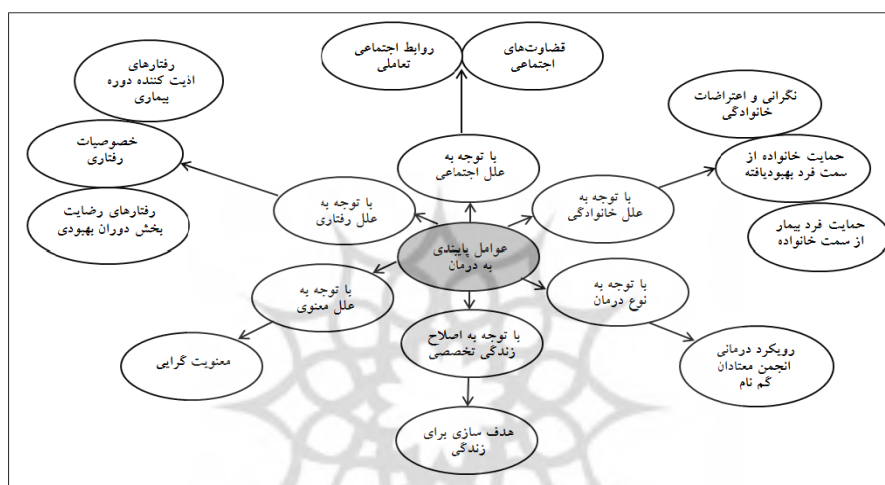 قضاوت‌های
اجتماعی
روابط اجتماعی
تعاملی
رفتارهای
اذیت کننده دوره
بیماری
خصوصیات
رفتاری
رفتارهای رضایت
بخش دوران بهبودی
نگرانی و اعتراضات
خانوادگی
حمایت خانواده از
سمت فرد بهبودیافته
حمایت فرد بیمار
از سمت خانواده
با توجه به
علل اجتماعی
با توجه به
علل خانوادگی
با توجه به
علل رفتاری
عوامل پایبندی
به درمان
با توجه به
نوع درمان
با توجه به
علل معنوی
با توجه به اصلاح
زندگی تخصصی
رویکرد درمانی
انجمن معتادان
گم نام
معنویت گرایی
هدف سازی برای
زندگی